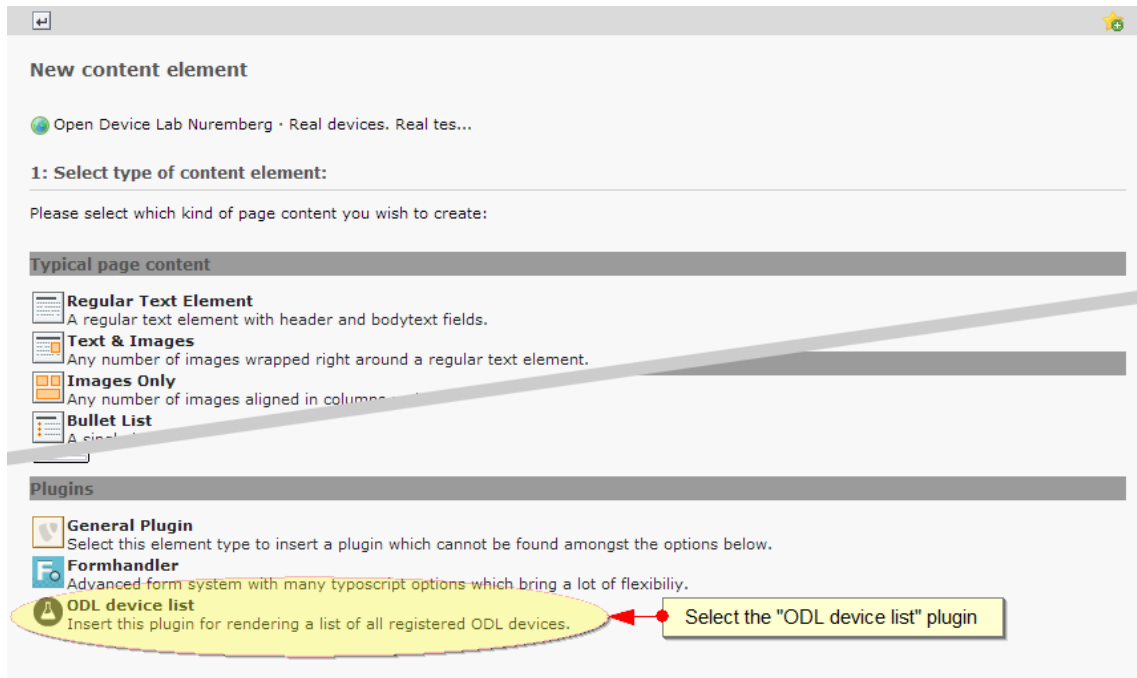 New content element
Open Device Lab Nuremberg · Real devices. Real tes...
1: Select type of content element:
Please select which kind of page content you wish to create:
Typical page content
Regular Text Element
A regular text element with header and bodytext fields.
Text & Images
Any number of images wrapped right around a regular text element.
Images Only
Any number of images aligned in columns
Bullet List
A single
Plugins
General Plugin
Select this element type to insert a plugin which cannot be found amongst the options below.
Formhandler
Advanced form system with many typoscript options which bring a lot of flexibiliy.
ODL device list
Insert this plugin for rendering a list of all registered ODL devices.
Select the "ODL device list" plugin